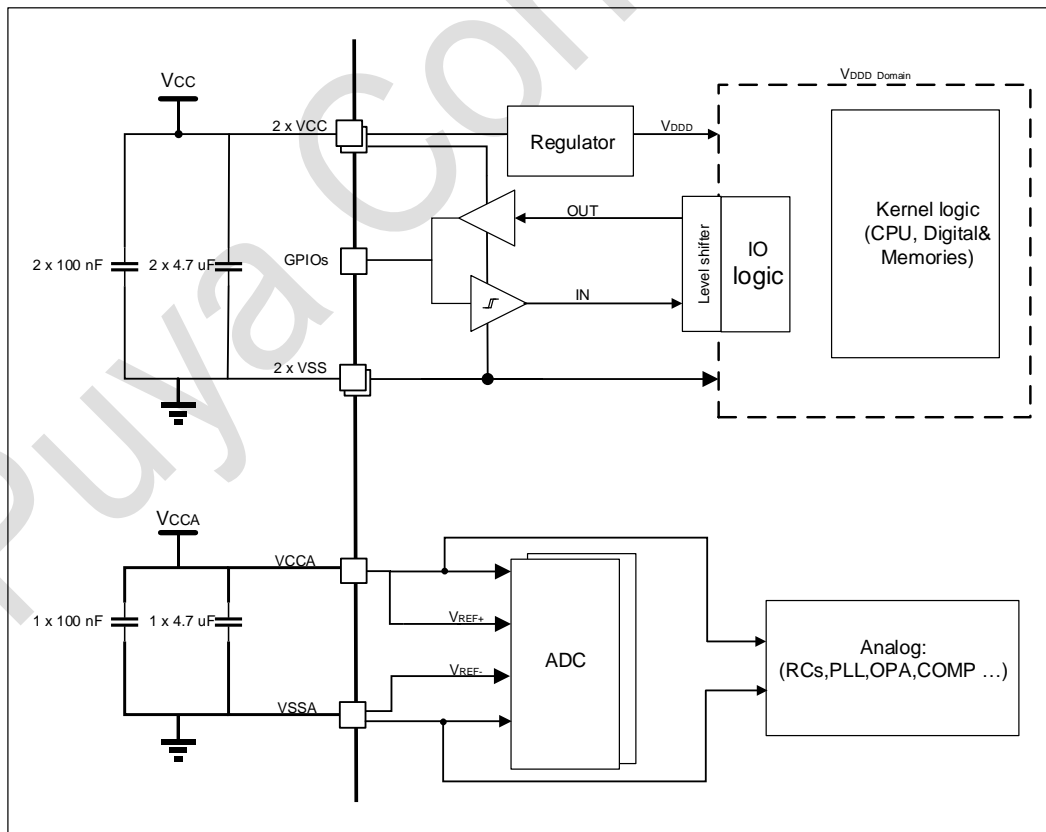 Puya Con
VCC
2 x VCC
2 x 100 nF
2 x 4.7 uF
GPIOs
2 x VSS
Regulator
VDDD
VDDD Domain
OUT
IN
Level shifter
IO
logic
Kernel logic
(CPU, Digital&
Memories)
VCCA
VCCA
1 x 100 nF
1 x 4.7 uF
VREF+
VREF-
VSSA
ADC
Analog:
(RCs,PLL,OPA,COMP …)